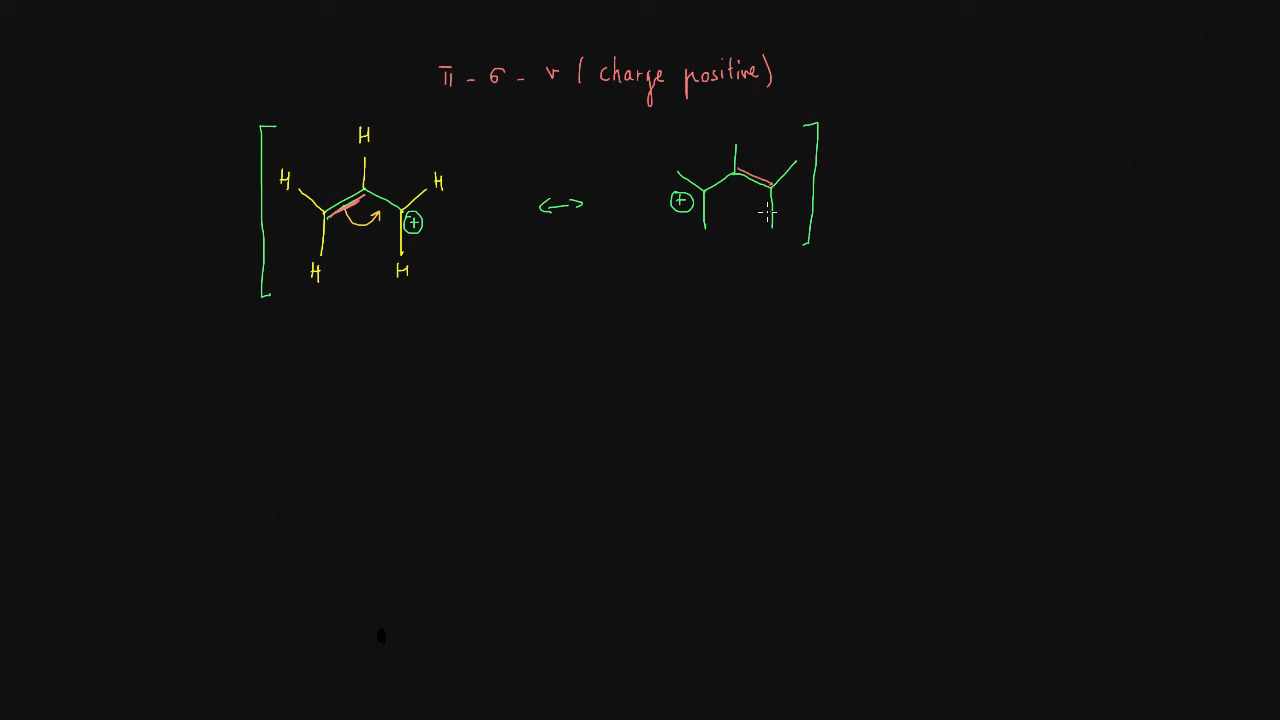 π - σ - v ( charge positive)
H
H H
+
H H
+